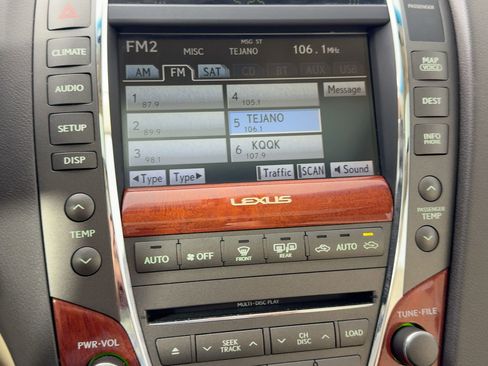 PASSENGER
FM2 MISC MSG ST TEJANO 106.1MHz
AM FM SAT CD BT AUX USB
1 87.9
2 89.9
3 98.1
4 105.1
5 TEJANO 106.1
6 KQQK 107.9
Message
◄Type Type► Traffic SCAN Sound
CLIMATE
AUDIO
SETUP
DISP
TEMP
MAP VOICE
DEST
INFO PHONE
PASSENGER TEMP
LEXUS
AUTO OFF FRONT REAR AUTO
MULTI-DISC PLAY
PWR·VOL
SEEK TRACK
CH DISC
LOAD
TUNE·FILE